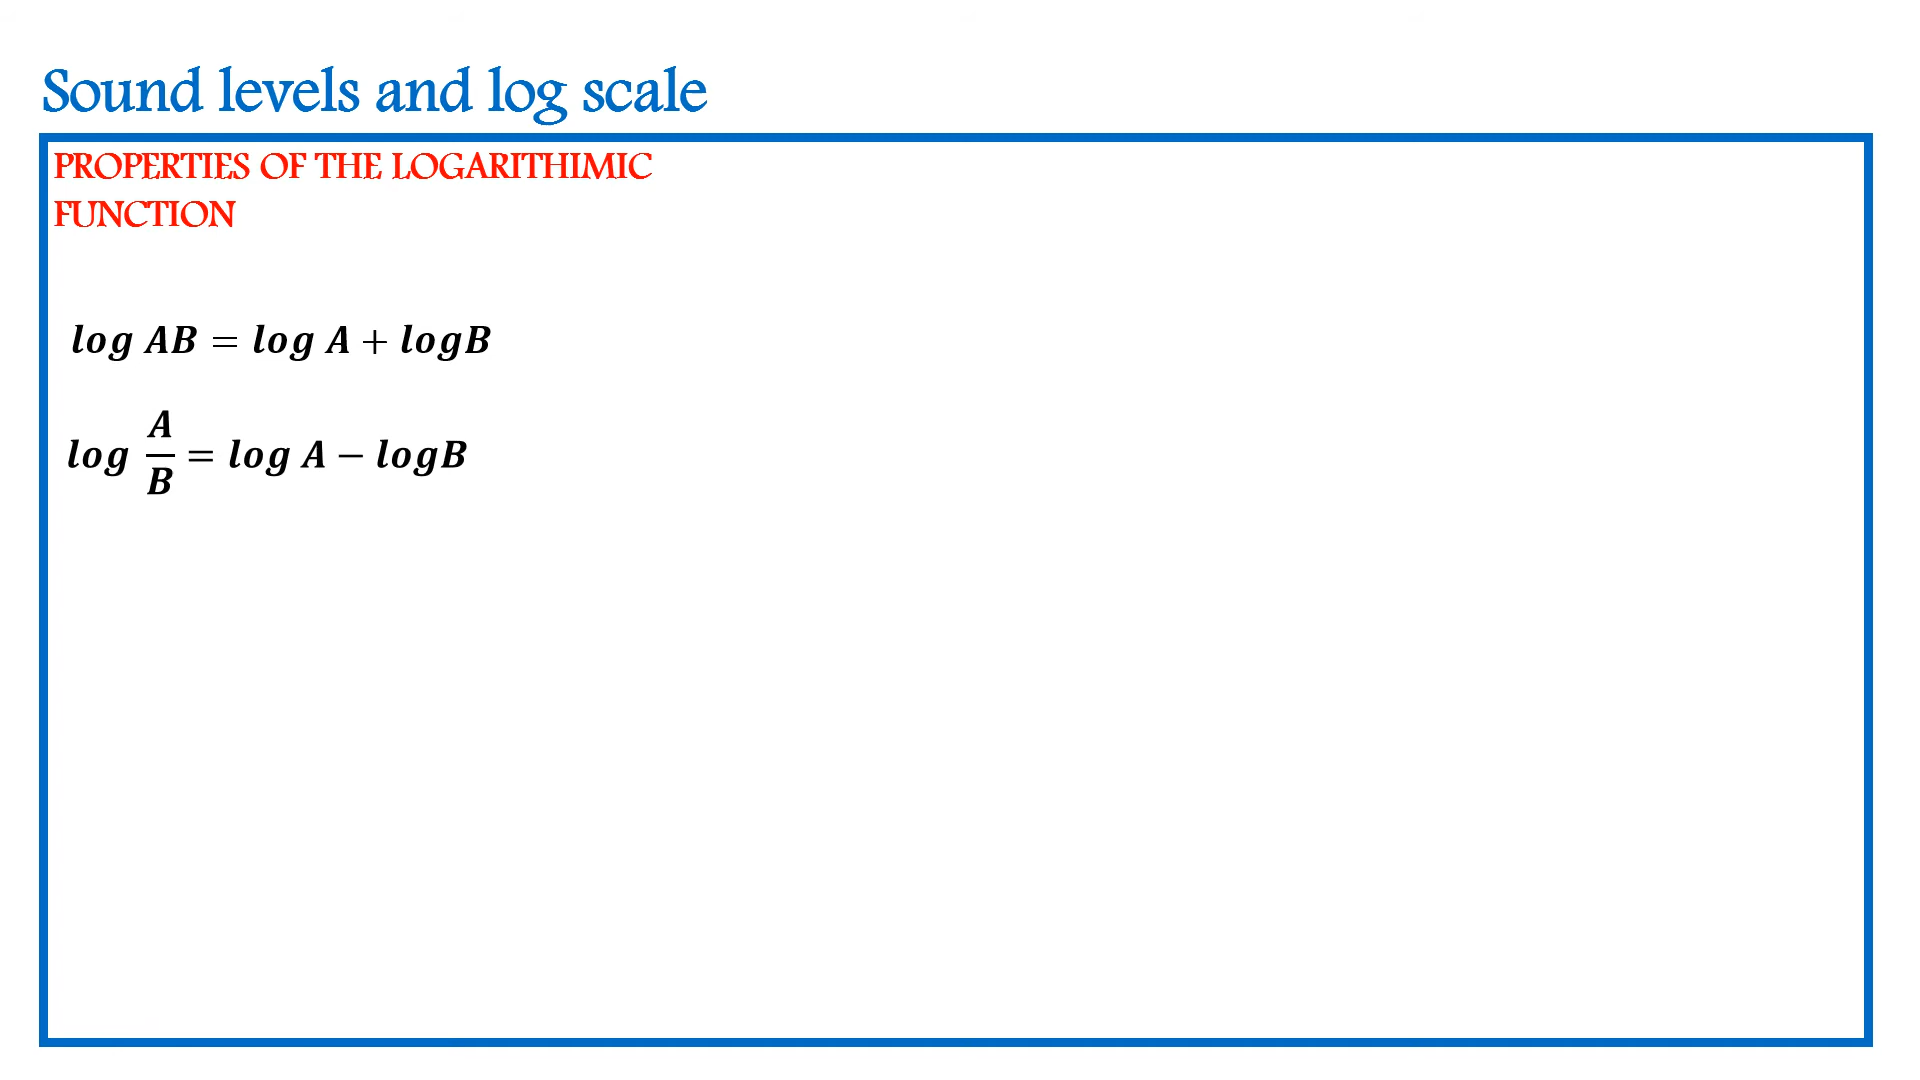 Sound levels and log scale
PROPERTIES OF THE LOGARITHIMIC
FUNCTION
log AB = log A + logB
log A/B = log A − logB